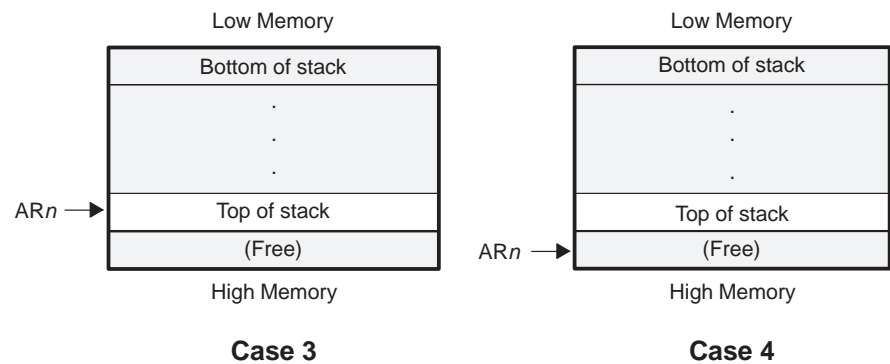 Low Memory
Bottom of stack
.
.
.
ARn
Top of stack
(Free)
High Memory
Case 3
Low Memory
Bottom of stack
.
.
.
Top of stack
ARn
(Free)
High Memory
Case 4